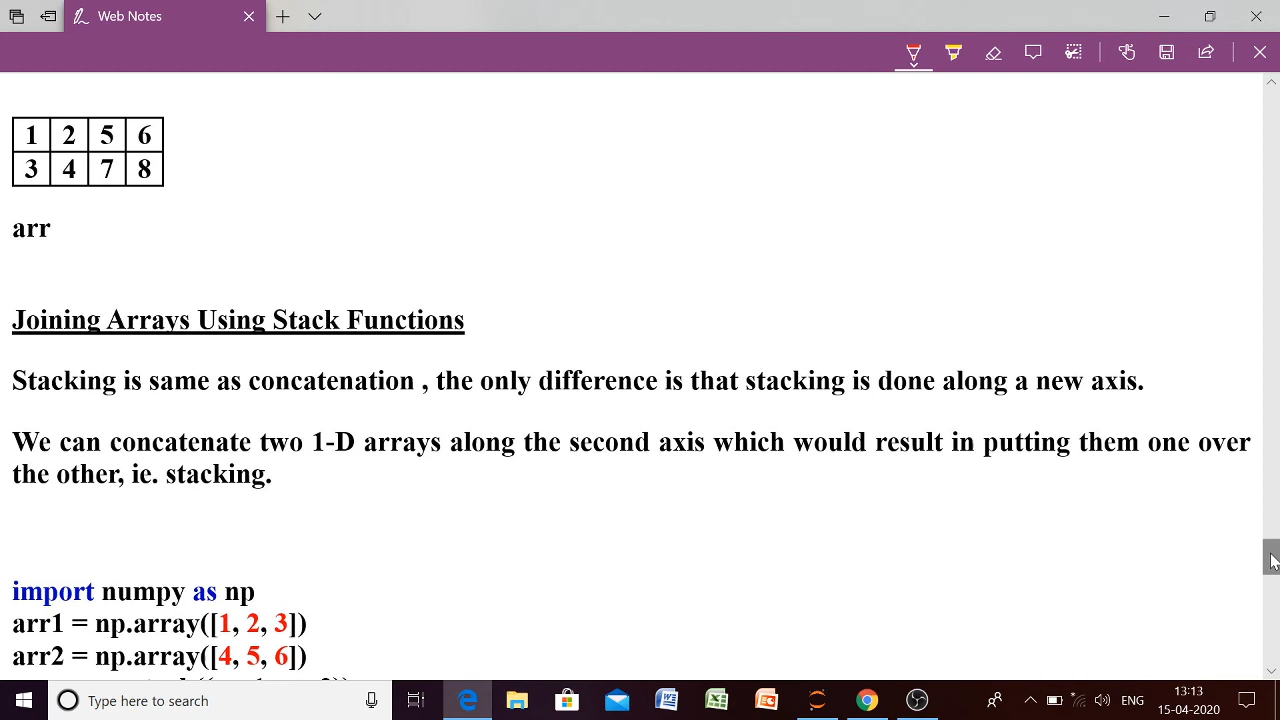 Web Notes
1 2 5 6
3 4 7 8
arr
Joining Arrays Using Stack Functions
Stacking is same as concatenation , the only difference is that stacking is done along a new axis.
We can concatenate two 1-D arrays along the second axis which would result in putting them one over
the other, ie. stacking.
import numpy as np
arr1 = np.array([1, 2, 3])
arr2 = np.array([4, 5, 6])
Type here to search
ENG
13:13
15-04-2020